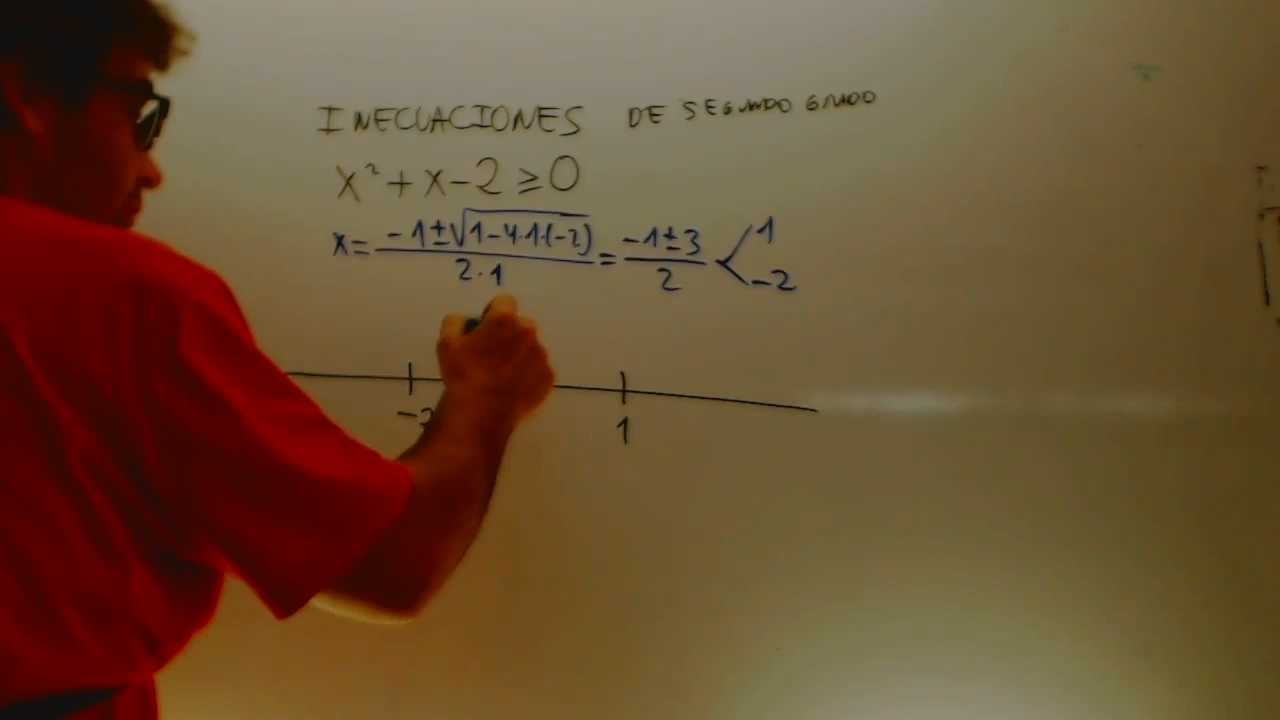 INECUACIONES DE SEGUNDO GRADO
x² + x - 2 ≥ 0
x = (-1 ± √(1-4·1·(-2))) / (2·1) = (-1 ± 3) / 2 < 1
-2
-2 1